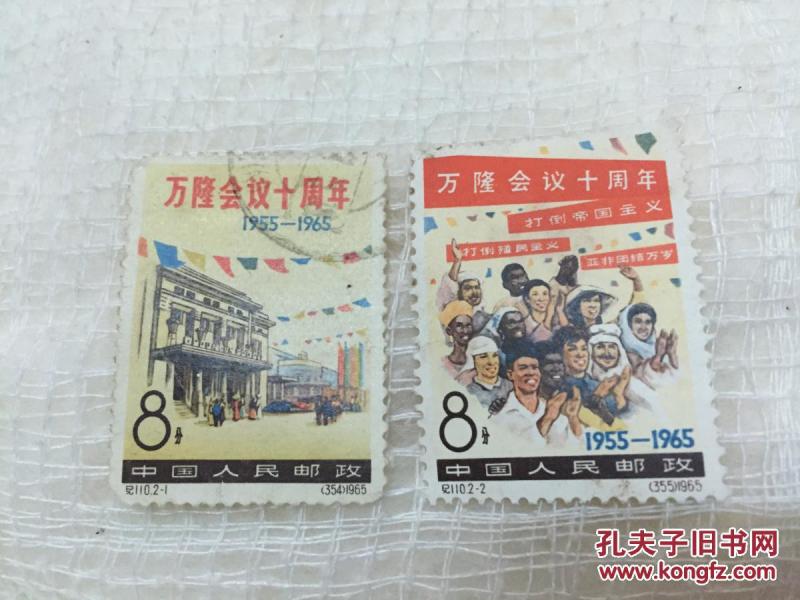 万隆会议十周年
1955—1965
8分
中国人民邮政
纪110.2-1
(354)1965
万隆会议十周年
打倒帝国主义
打倒殖民主义
亚非团结万岁
8分
1955—1965
中国人民邮政
纪110.2-2
(355)1965
孔夫子旧书网
www.kongfz.com